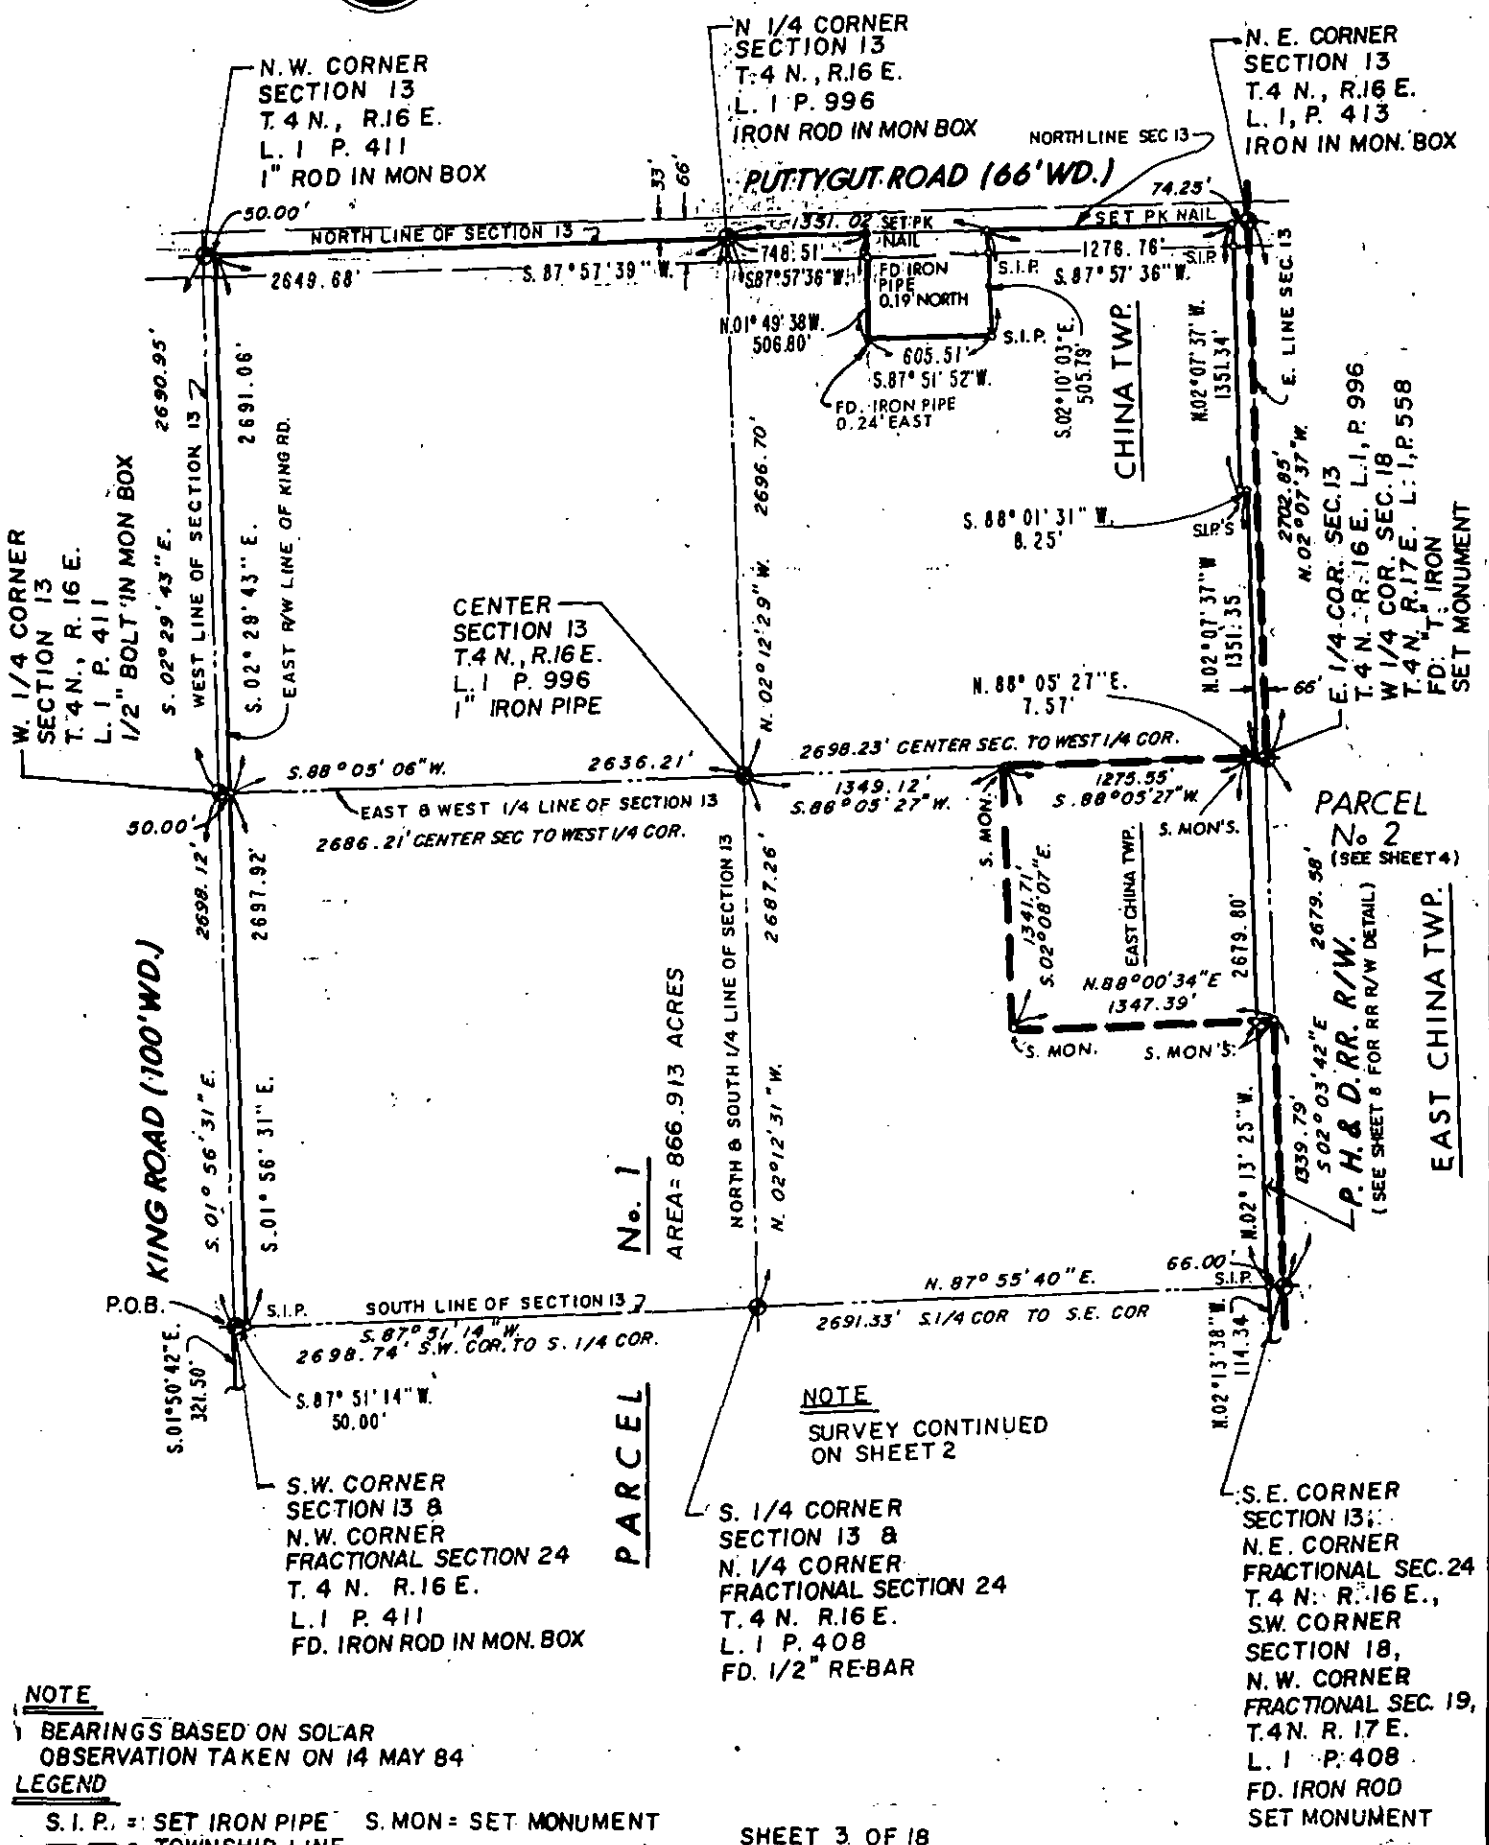 N.W. CORNER
SECTION 13
T. 4 N., R.16 E.
L. 1 P. 411
1" ROD IN MON BOX
N 1/4 CORNER
SECTION 13
T.4 N., R.16 E.
L. 1 P. 996
IRON ROD IN MON BOX
N. E. CORNER
SECTION 13
T.4 N., R.16 E.
L. 1, P. 413
IRON IN MON. BOX
NORTH LINE SEC 13
33'
66'
PUTTYGUT ROAD (66' WD.)
74.25'
50.00'
NORTH LINE OF SECTION 13
1351.02
SET PK
NAIL
SET PK NAIL
2649.68'
S. 87° 57' 39" W.
748.51'
S.87°57'36"W.
FD IRON
PIPE
0.19' NORTH
S.I.P.
1276.76'
S. 87° 57' 36" W.
S.I.P.
E. LINE SEC 13
N.01° 49' 38W.
506.80'
S.I.P.
605.51'
S.87° 51' 52"W.
FD. IRON PIPE
0.24' EAST
S.02°10'03"E.
505.79'
CHINA TWP.
N.02°07'37"W.
1351.34'
2690.95'
S. 02° 29' 43" E.
WEST LINE OF SECTION 13
2691.06'
S. 02° 29' 43" E.
EAST R/W LINE OF KING RD.
W. 1/4 CORNER
SECTION 13
T. 4 N., R. 16 E.
L. 1 P. 411
1/2" BOLT IN MON BOX
2696.70'
N. 02°12'29" W.
S. 88° 01' 31" W.
8.25'
S.I.P.'S
2702.85'
N.02°07'37"W.
E. 1/4 COR. SEC. 13
T. 4 N. R. 16 E. L. 1, P. 996
W 1/4 COR. SEC. 18
T. 4 N. R.17 E. L. 1, P. 558
FD. "T" IRON
SET MONUMENT
CENTER
SECTION 13
T.4 N., R.16 E.
L. 1 P. 996
1" IRON PIPE
N.02°07'37"W
1351.35
66'
N. 88° 05' 27" E.
7.57'
2698.23' CENTER SEC. TO WEST 1/4 COR.
S.88° 05' 06" W.
2636.21'
1349.12'
S.86°05'27"W.
1275.55'
S.88°05'27"W.
EAST & WEST 1/4 LINE OF SECTION 13
2686.21' CENTER SEC TO WEST 1/4 COR.
50.00'
S. MON.
S. MON'S.
PARCEL
No 2
(SEE SHEET 4)
2698.12'
2697.92'
NORTH & SOUTH 1/4 LINE OF SECTION 13
2687.26'
N. 02°12'31" W.
1341.71'
S.02°08'07"E.
EAST CHINA TWP.
2679.80'
2679.58'
S 02° 03' 42" E
N.88°00'34"E
1347.39'
S. MON.
S. MON'S.
KING ROAD (100' WD.)
S. 01° 56' 31" E.
S.01° 56' 31" E.
No. 1
AREA = 866.913 ACRES
N.02° 13' 25" W.
1339.79'
P. H. & D. RR. R/W.
(SEE SHEET 8 FOR RR R/W DETAIL)
EAST CHINA TWP.
P.O.B.
S.I.P.
SOUTH LINE OF SECTION 13
S. 87° 51' 14" W.
2698.74' S.W. COR. TO S. 1/4 COR.
N. 87° 55' 40" E.
66.00'
S.I.P.
2691.33' S.1/4 COR TO S.E. COR
S.01°50'42"E.
321.50'
S.87° 51' 14" W.
50.00'
N.02°13'38"W.
114.34'
PARCEL
NOTE
SURVEY CONTINUED
ON SHEET 2
S.W. CORNER
SECTION 13 &
N.W. CORNER
FRACTIONAL SECTION 24
T. 4 N. R.16 E.
L. 1 P. 411
FD. IRON ROD IN MON. BOX
S. 1/4 CORNER
SECTION 13 &
N. 1/4 CORNER
FRACTIONAL SECTION 24
T. 4 N. R.16 E.
L. 1 P. 408
FD. 1/2" RE-BAR
S.E. CORNER
SECTION 13,
N.E. CORNER
FRACTIONAL SEC. 24
T. 4 N. R. 16 E.,
S.W. CORNER
SECTION 18,
N.W. CORNER
FRACTIONAL SEC. 19,
T. 4 N. R. 17 E.
L. 1 P. 408
FD. IRON ROD
SET MONUMENT
NOTE
BEARINGS BASED ON SOLAR
OBSERVATION TAKEN ON 14 MAY 84
LEGEND
S.I.P. = SET IRON PIPE S. MON = SET MONUMENT
= TOWNSHIP LINE
SHEET 3 OF 18